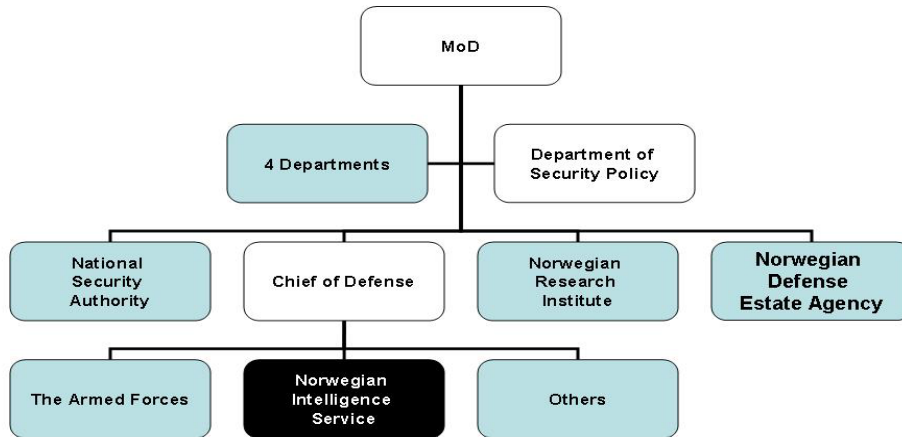 MoD
4 Departments
Department of
Security Policy
National
Security
Authority
Chief of Defense
Norwegian
Research
Institute
Norwegian
Defense
Estate Agency
The Armed Forces
Norwegian
Intelligence
Service
Others